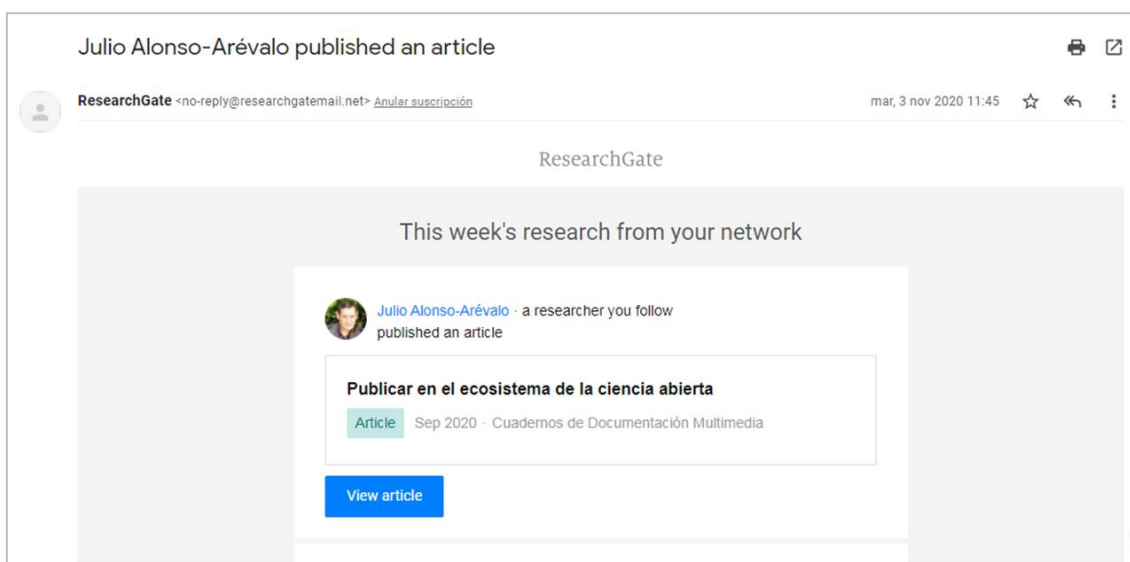 Julio Alonso-Arévalo published an article
ResearchGate <no-reply@researchgatemail.net> Anular suscripción
mar, 3 nov 2020 11:45
ResearchGate
This week's research from your network
Julio Alonso-Arévalo · a researcher you follow
published an article
Publicar en el ecosistema de la ciencia abierta
Article Sep 2020 · Cuadernos de Documentación Multimedia
View article